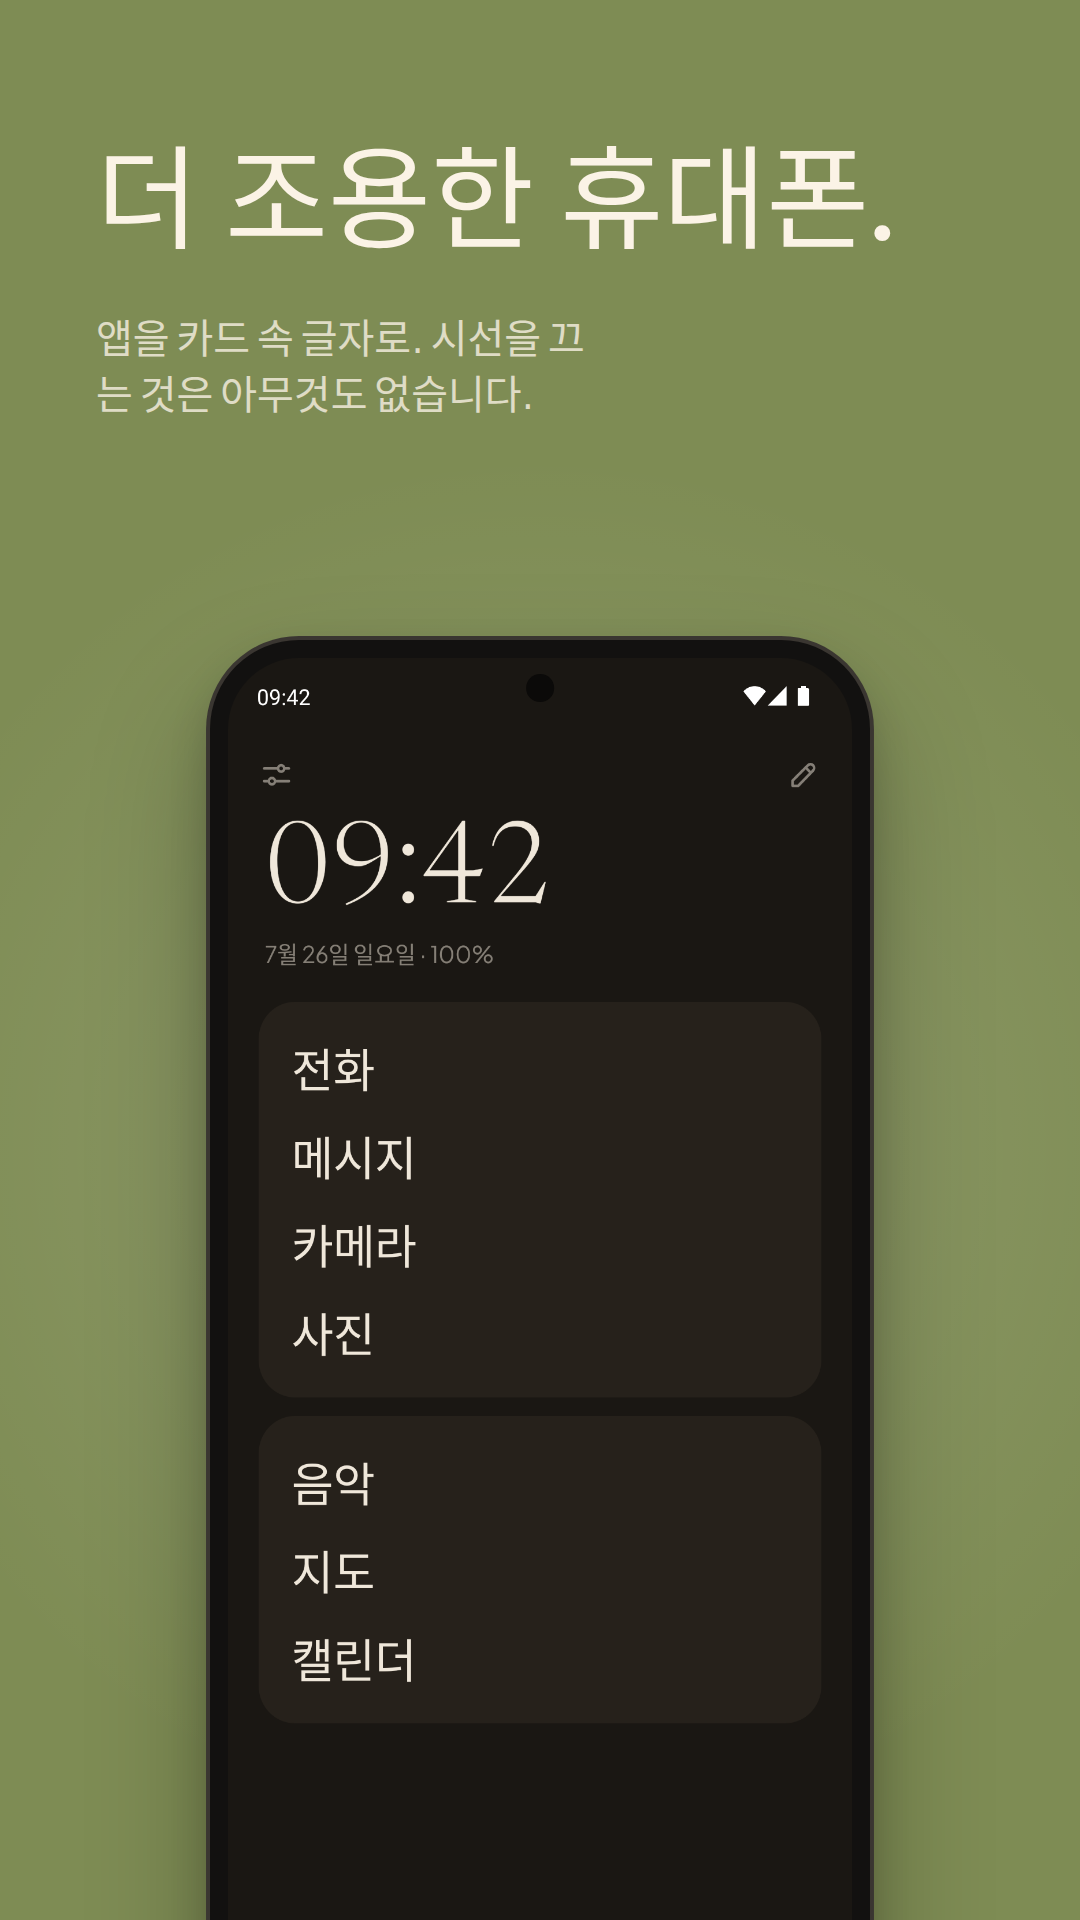 더 조용한 휴대폰.
앱을 카드 속 글자로. 시선을 끄
는 것은 아무것도 없습니다.
09:42
09:42
7월 26일 일요일 · 100%
전화
메시지
카메라
사진
음악
지도
캘린더